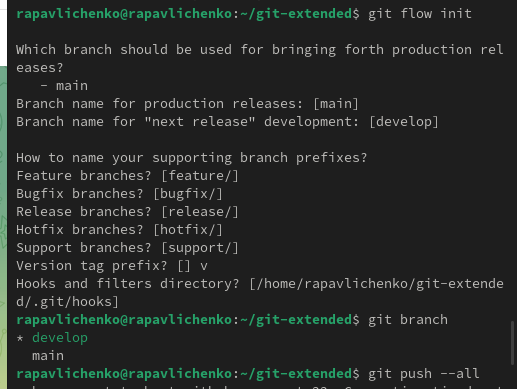 rapavlichenko@rapavlichenko:~/git-extended$ git flow init

Which branch should be used for bringing forth production rel
eases?
   - main
Branch name for production releases: [main]
Branch name for "next release" development: [develop]

How to name your supporting branch prefixes?
Feature branches? [feature/]
Bugfix branches? [bugfix/]
Release branches? [release/]
Hotfix branches? [hotfix/]
Support branches? [support/]
Version tag prefix? [] v
Hooks and filters directory? [/home/rapavlichenko/git-extende
d/.git/hooks]
rapavlichenko@rapavlichenko:~/git-extended$ git branch
* develop
  main
rapavlichenko@rapavlichenko:~/git-extended$ git push --all